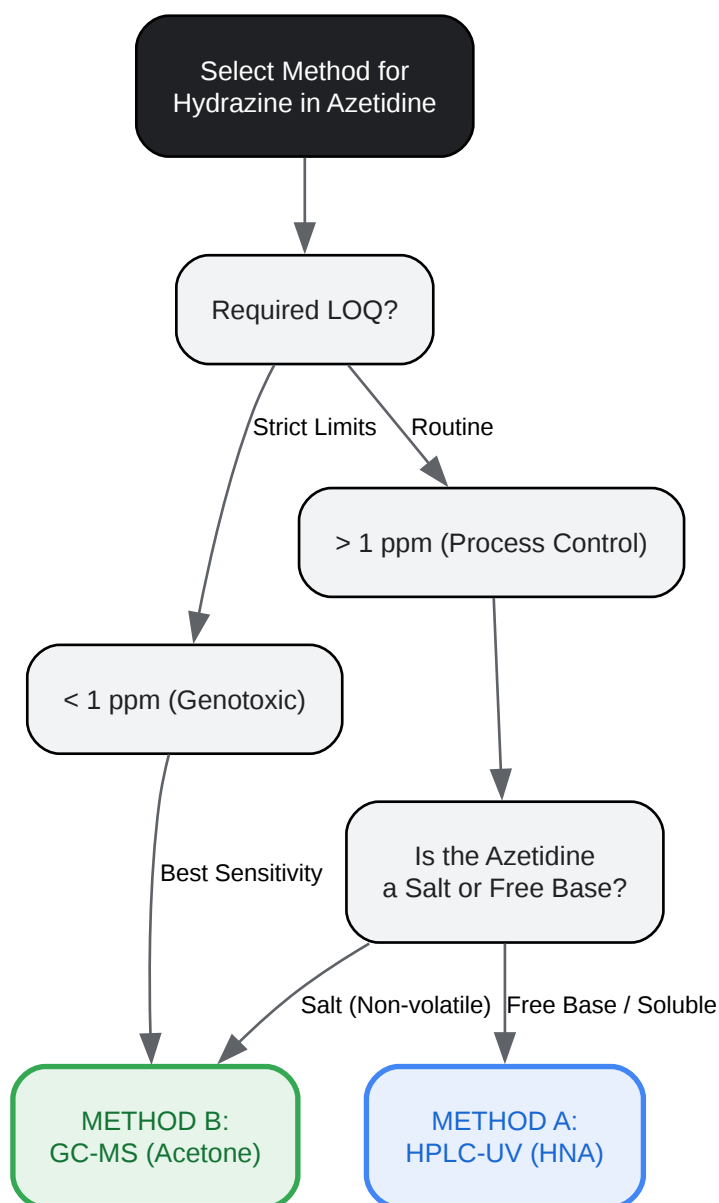 Select Method for
Hydrazine in Azetidine
Required LOQ?
Strict Limits
Routine
> 1 ppm (Process Control)
< 1 ppm (Genotoxic)
Is the Azetidine
a Salt or Free Base?
Best Sensitivity
Salt (Non-volatile)
Free Base / Soluble
METHOD B:
GC-MS (Acetone)
METHOD A:
HPLC-UV (HNA)